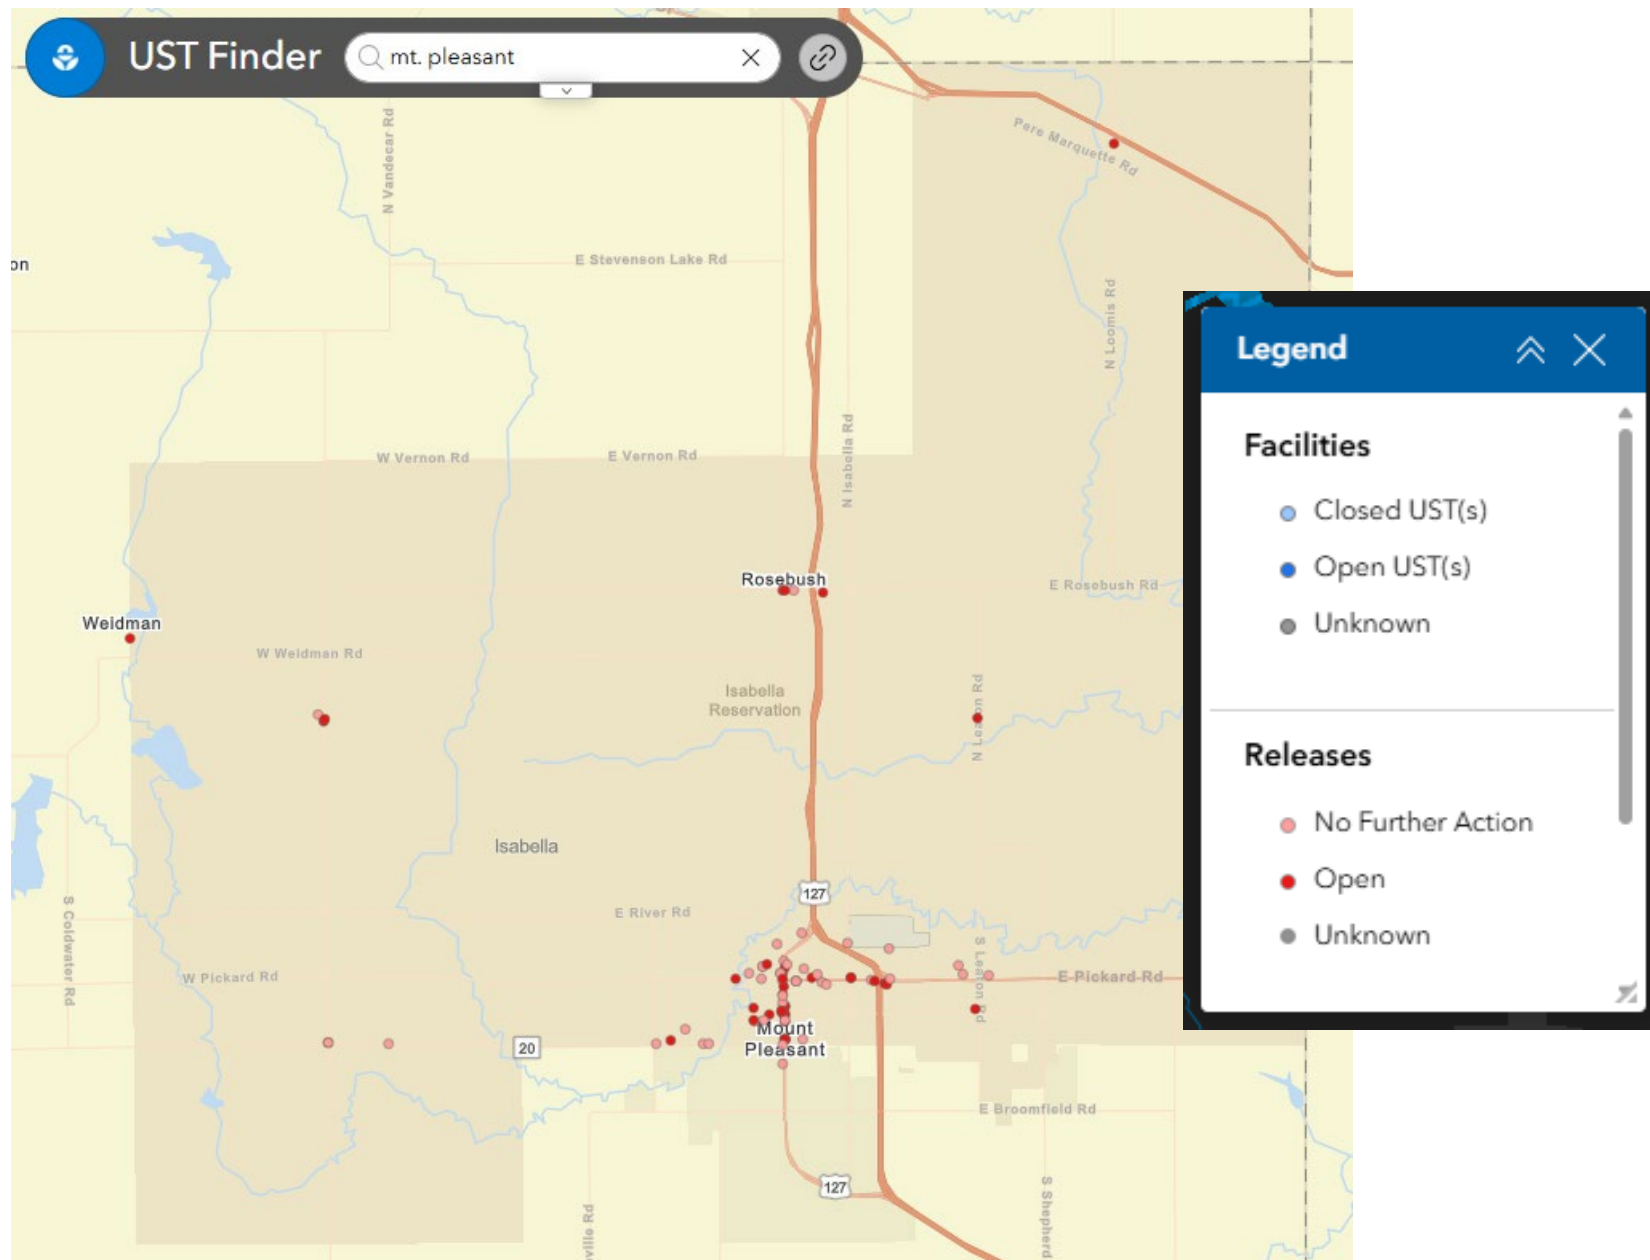 UST Finder
mt. pleasant
N Vandecar Rd
Pere Marquette Rd
on
E Stevenson Lake Rd
N Loomis Rd
Legend
Facilities
Closed UST(s)
Open UST(s)
Unknown
Releases
No Further Action
Open
Unknown
W Vernon Rd
E Vernon Rd
N Isabella Rd
Rosebush
E Rosebush Rd
Weidman
W Weidman Rd
Isabella
Reservation
N Leaton Rd
Isabella
127
S Coldwater Rd
E River Rd
S Leaton Rd
W Pickard Rd
E Pickard Rd
20
Mount
Pleasant
E Broomfield Rd
127
ville Rd
S Shepherd